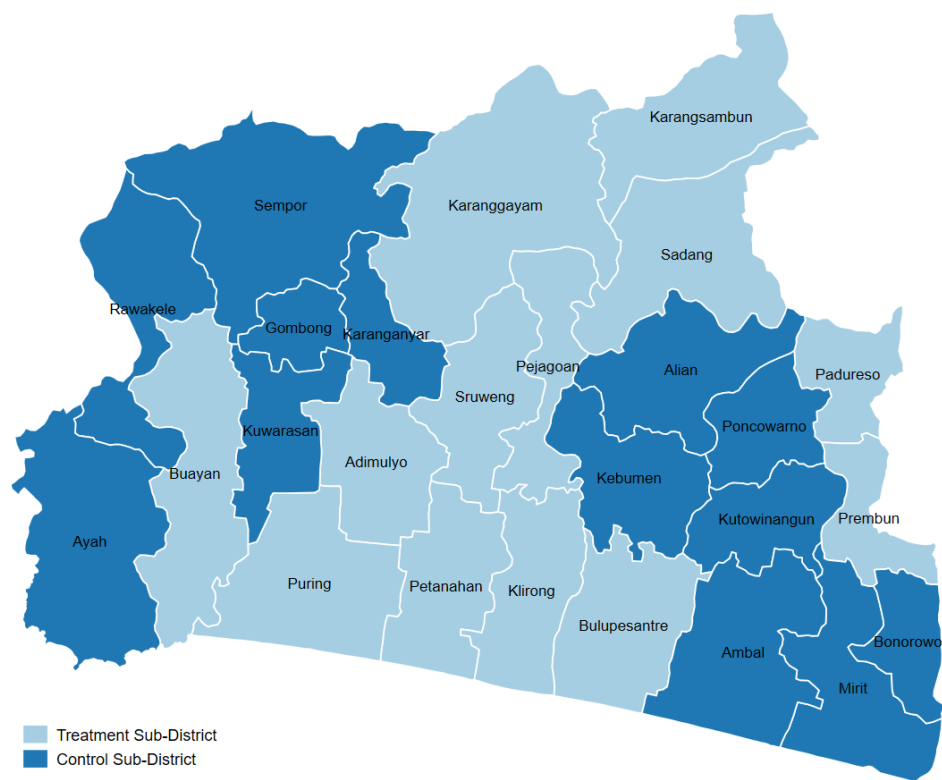 Karangsambun
Sempor
Karanggayam
Sadang
Rawakele
Gombong
Karanganyar
Pejagoan
Alian
Padureso
Sruweng
Kuwarasan
Poncowarno
Adimulyo
Buayan
Kebumen
Kutowinangun
Prembun
Ayah
Puring
Petanahan
Klirong
Bulupesantre
Bonorowo
Ambal
Mirit
Treatment Sub-District
Control Sub-District